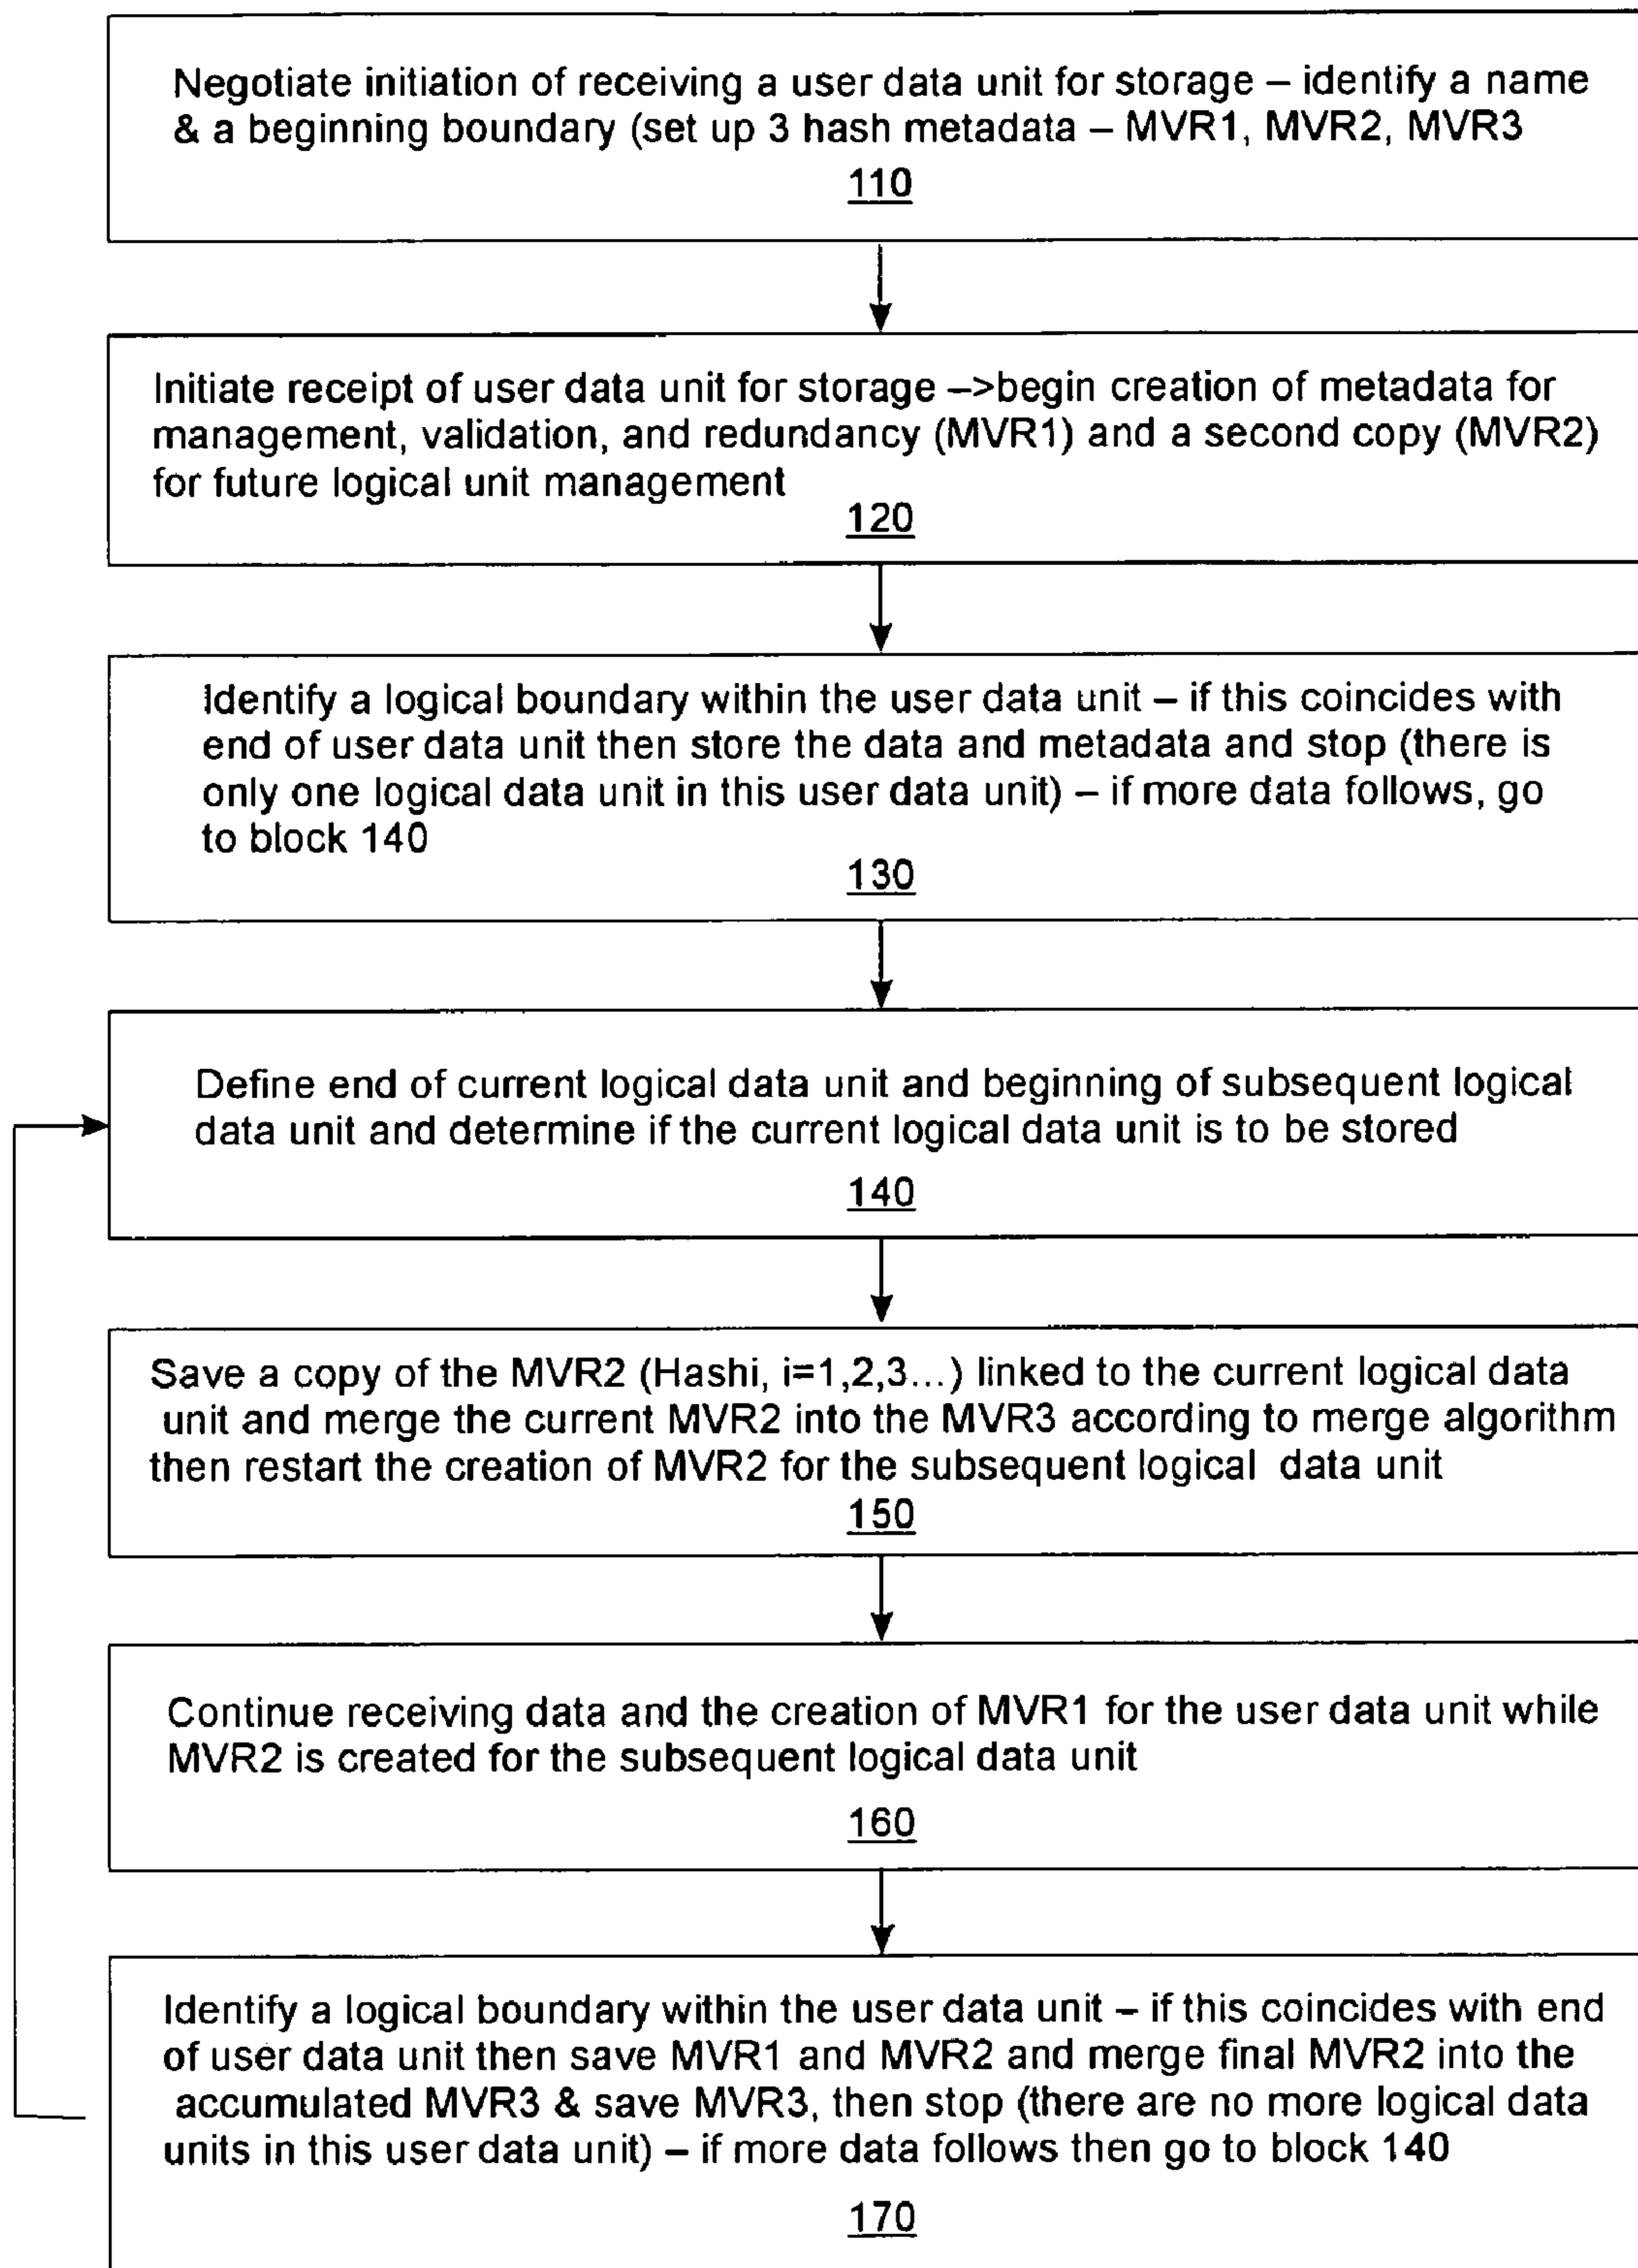 Negotiate initiation of receiving a user data unit for storage – identify a name
& a beginning boundary (set up 3 hash metadata – MVR1, MVR2, MVR3
110
Initiate receipt of user data unit for storage –>begin creation of metadata for
management, validation, and redundancy (MVR1) and a second copy (MVR2)
for future logical unit management
120
Identify a logical boundary within the user data unit – if this coincides with
end of user data unit then store the data and metadata and stop (there is
only one logical data unit in this user data unit) – if more data follows, go
to block 140
130
Define end of current logical data unit and beginning of subsequent logical
data unit and determine if the current logical data unit is to be stored
140
Save a copy of the MVR2 (Hashi, i=1,2,3...) linked to the current logical data
unit and merge the current MVR2 into the MVR3 according to merge algorithm
then restart the creation of MVR2 for the subsequent logical data unit
150
Continue receiving data and the creation of MVR1 for the user data unit while
MVR2 is created for the subsequent logical data unit
160
Identify a logical boundary within the user data unit – if this coincides with end
of user data unit then save MVR1 and MVR2 and merge final MVR2 into the
accumulated MVR3 & save MVR3, then stop (there are no more logical data
units in this user data unit) – if more data follows then go to block 140
170